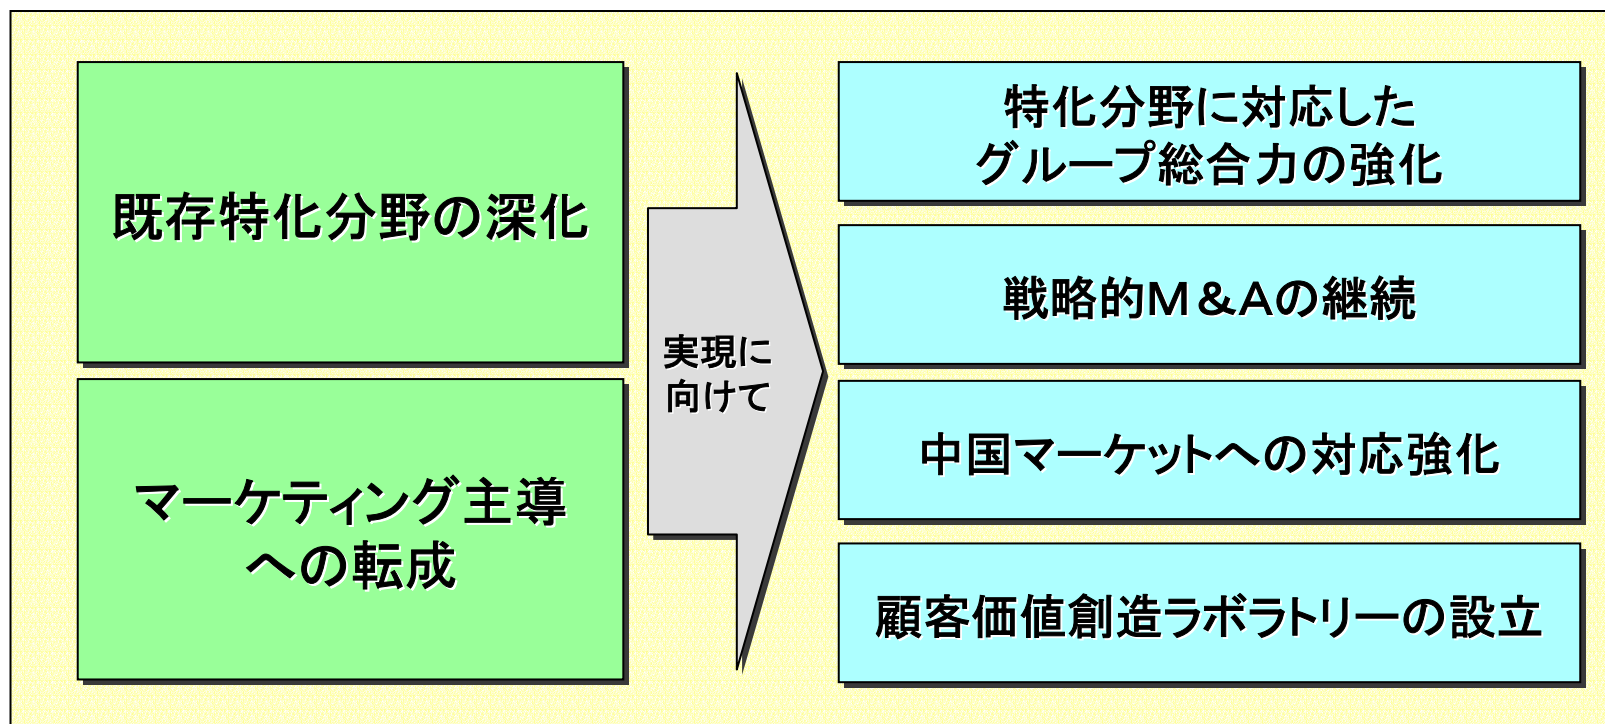 既存特化分野の深化
マーケティング主導
への転成
実現に
向けて
特化分野に対応した
グループ総合力の強化
戦略的M&Aの継続
中国マーケットへの対応強化
顧客価値創造ラボラトリーの設立